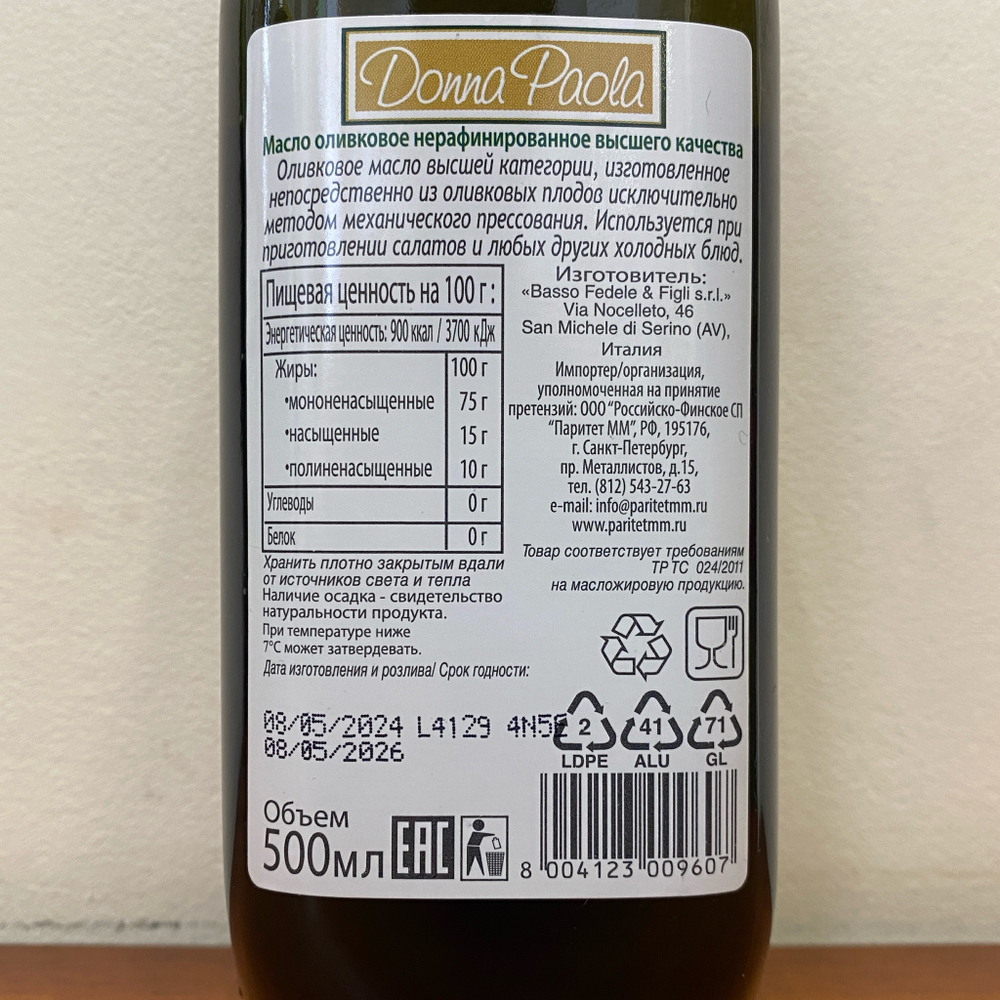 Donna Paola
Масло оливковое нерафинированное высшего качества
Оливковое масло высшей категории, изготовленное
непосредственно из оливковых плодов исключительно
методом механического прессования. Используется при
приготовлении салатов и любых других холодных блюд.
Пищевая ценность на 100 г:
Энергетическая ценность: 900 ккал / 3700 кДж
Жиры: 100 г
•мононенасыщенные 75 г
•насыщенные 15 г
•полиненасыщенные 10 г
Углеводы 0 г
Белок 0 г
Хранить плотно закрытым вдали
от источников света и тепла
Наличие осадка - свидетельство
натуральности продукта.
При температуре ниже
7°С может затвердевать.
Дата изготовления и розлива/ Срок годности:
08/05/2024 L4129 4N5E
08/05/2026
Объем
500мл
EAC
Изготовитель:
«Basso Fedele & Figli s.r.l.»
Via Nocelleto, 46
San Michele di Serino (AV),
Италия
Импортер/организация,
уполномоченная на принятие
претензий: ООО "Российско-Финское СП
"Паритет ММ", РФ, 195176,
г. Санкт-Петербург,
пр. Металлистов, д.15,
тел. (812) 543-27-63
e-mail: info@paritetmm.ru
www.paritetmm.ru
Товар соответствует требованиям
ТР ТС 024/2011
на масложировую продукцию.
2 41 71
LDPE ALU GL
8 004123 009607